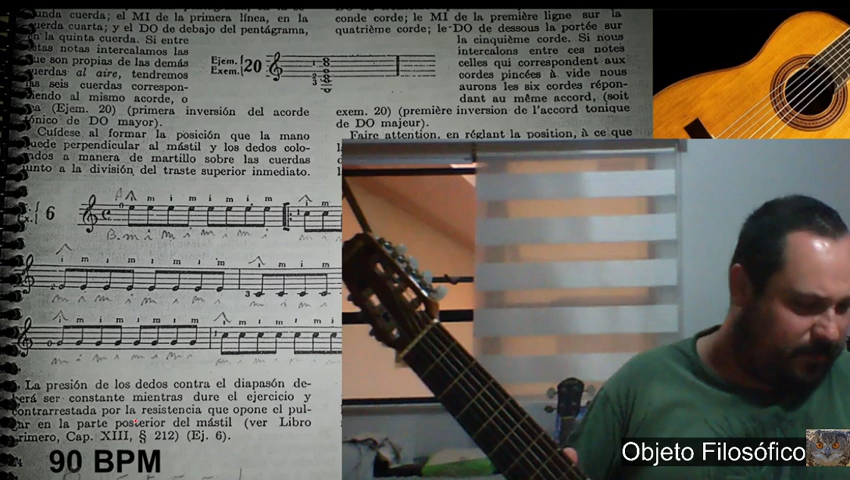 cuerda; el MI de la primera línea, en la
cuerda cuarta; y el DO de debajo del pentágrama,
en la quinta cuerda. Si entre
estas notas intercalamos las
que son propias de las demás
cuerdas al aire, tendremos
las seis cuerdas correspon-
diendo al mismo acorde, o
sea (Ejem. 20) (primera inversión del acorde
tónico de DO mayor).
Cuídese al formar la posición que la mano
quede perpendicular al mástil y los dedos colo-
cados a manera de martillo sobre las cuerdas
junto a la división del traste superior inmediato.
conde corde; le MI de la première ligne sur la
quatrième corde; le DO de dessous la portée sur
la cinquième corde. Si nous
intercalons entre ces notes
celles qui correspondent aux
cordes pincées à vide nous
aurons les six cordes répon-
dant au même accord, (soit
exem. 20) (première inversion de l'accord tonique
de DO majeur).
Faire attention, en réglant la position, à ce que
Ejem.
Exem. 20
6
m i m i m i m
i m i m i m i m
i m i m i m i m
La presión de los dedos contra el diapasón de-
berá ser constante mientras dure el ejercicio y
contrarrestada por la resistencia que opone el pul-
gar en la parte posterior del mástil (ver Libro
primero, Cap. XIII, § 212) (Ej. 6).
90 BPM
Objeto Filosófico